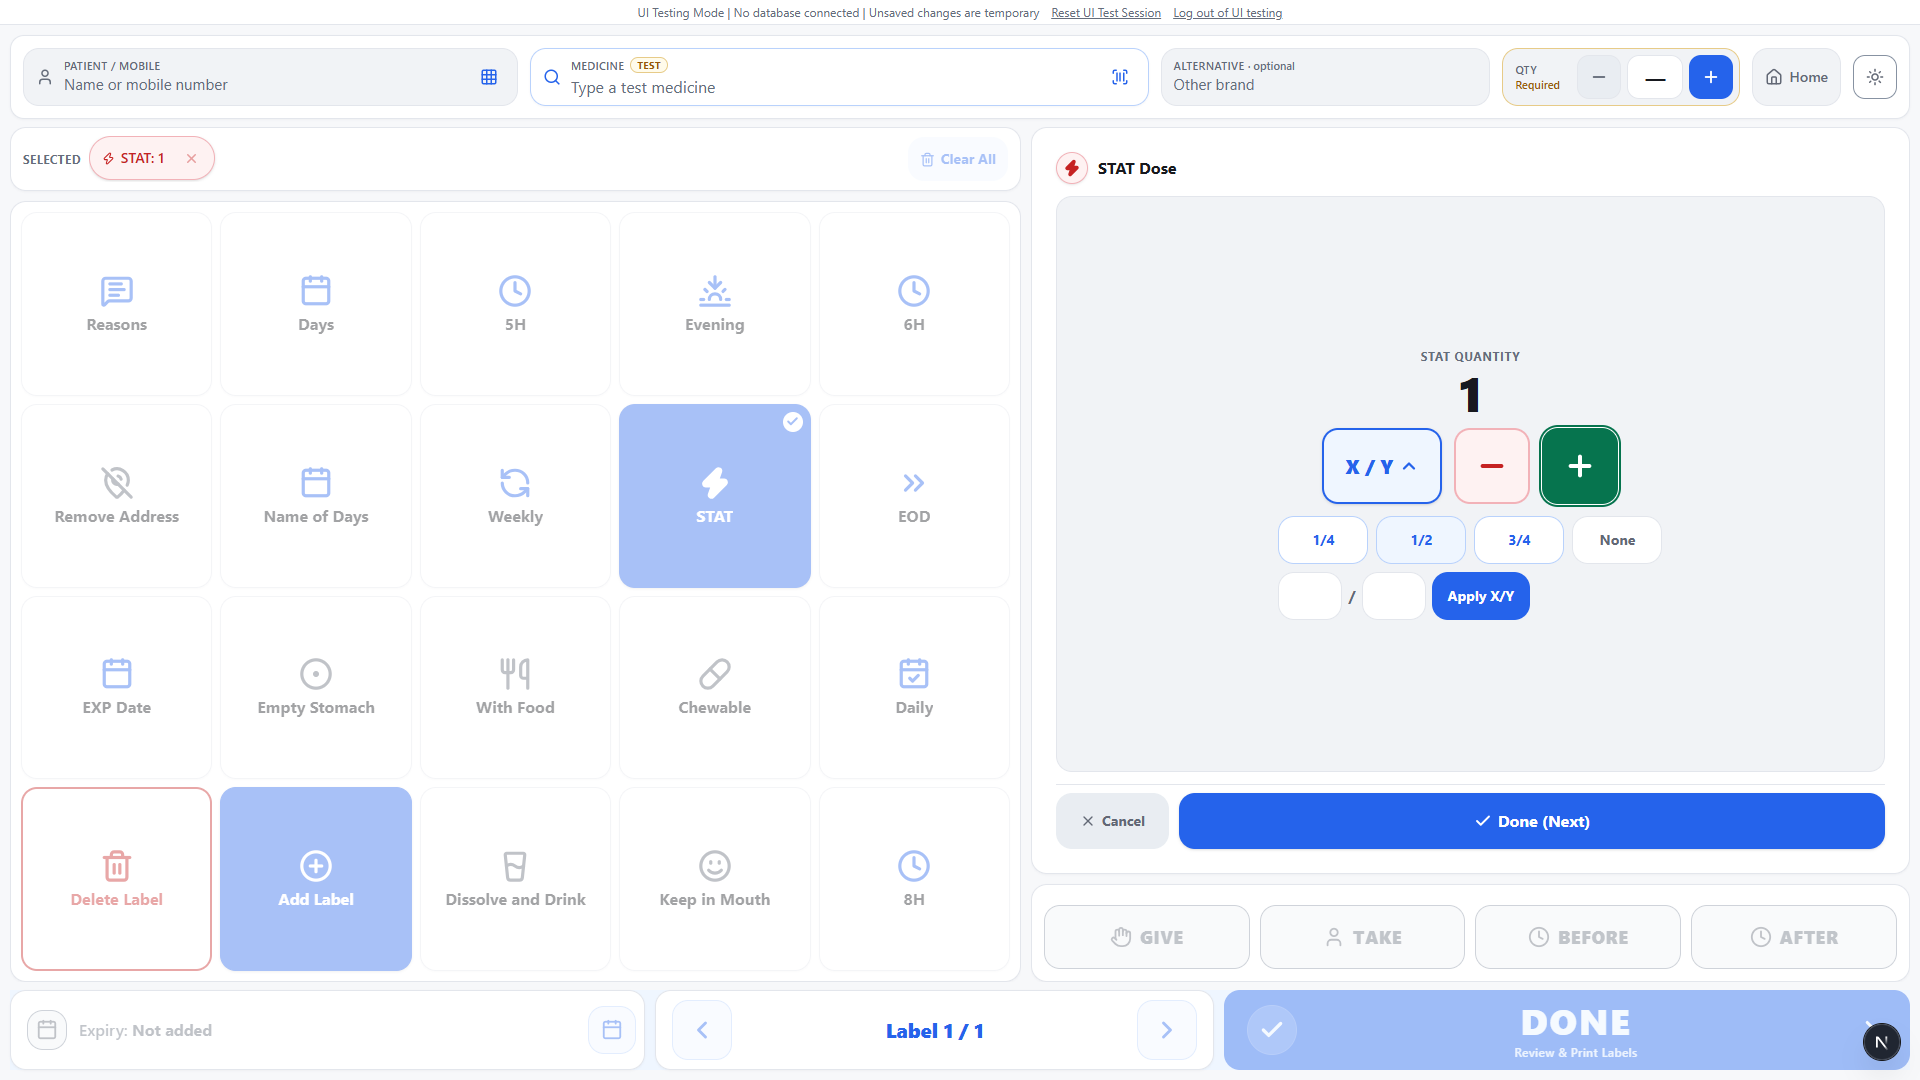 UI Testing Mode | No database connected | Unsaved changes are temporary Reset UI Test Session Log out of UI testing
PATIENT / MOBILE
Name or mobile number
MEDICINE TEST
Type a test medicine
ALTERNATIVE · optional
Other brand
QTY
Required
—
Home
SELECTED
STAT: 1
Clear All
STAT Dose
Reasons
Days
5H
Evening
6H
Remove Address
Name of Days
Weekly
STAT
EOD
EXP Date
Empty Stomach
With Food
Chewable
Daily
Delete Label
Add Label
Dissolve and Drink
Keep in Mouth
8H
STAT QUANTITY
1
X / Y
1/4
1/2
3/4
None
/
Apply X/Y
Cancel
Done (Next)
GIVE
TAKE
BEFORE
AFTER
Expiry: Not added
Label 1 / 1
DONE
Review & Print Labels
N